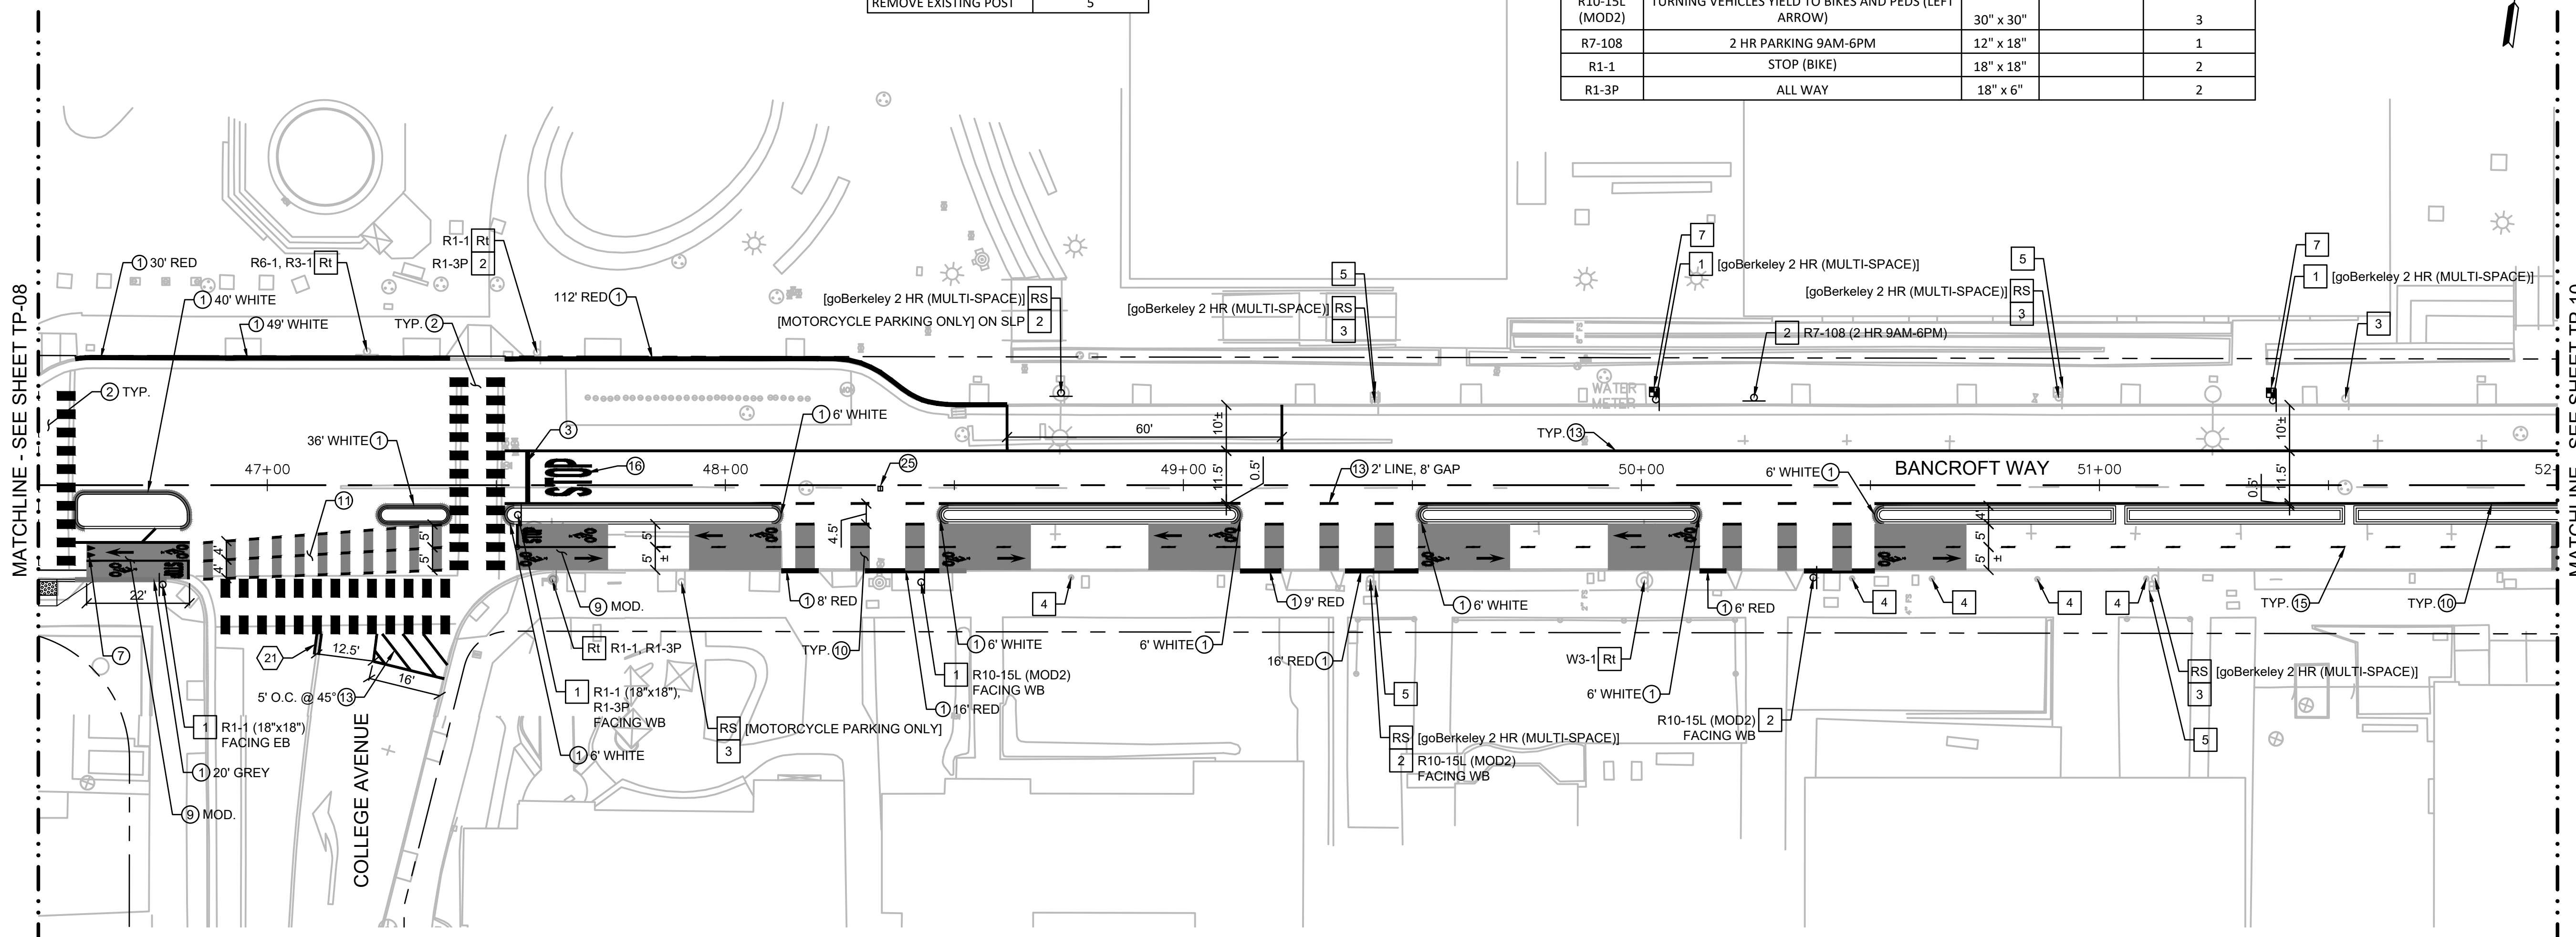 REMOVE EXISTING POST 5
R10-15L (MOD2) TURNING VEHICLES YIELD TO BIKES AND PEDS (LEFT ARROW) 30" x 30" 3
R7-108 2 HR PARKING 9AM-6PM 12" x 18" 1
R1-1 STOP (BIKE) 18" x 18" 2
R1-3P ALL WAY 18" x 6" 2
MATCHLINE - SEE SHEET TP-08
1 30' RED
1 40' WHITE
1 49' WHITE
R6-1, R3-1 Rt
R1-1 Rt
R1-3P 2
TYP. 2
112' RED 1
2 TYP.
36' WHITE 1
3
1 6' WHITE
[goBerkeley 2 HR (MULTI-SPACE)] RS
[MOTORCYCLE PARKING ONLY] ON SLP 2
5
[goBerkeley 2 HR (MULTI-SPACE)] RS
3
7
1 [goBerkeley 2 HR (MULTI-SPACE)]
2 R7-108 (2 HR 9AM-6PM)
5
[goBerkeley 2 HR (MULTI-SPACE)] RS
3
7
1 [goBerkeley 2 HR (MULTI-SPACE)]
3
WATER
METER
60'
10'±
TYP. 13
10'±
47+00
48+00
49+00
50+00
51+00
52
STOP
16
25
11.5'
0.5'
13 2' LINE, 8' GAP
6' WHITE 1
BANCROFT WAY
0.5'
11.5'
11
4'
4'
5'
5'
STOP
22'
STOP
5'
5'
±
4.5'
4'
5'
5'
±
7
21
12.5'
16'
5' O.C. @ 45° 13
1 R1-1 (18"x18")
FACING EB
1 20' GREY
9 MOD.
COLLEGE AVENUE
9 MOD.
Rt R1-1, R1-3P
1 R1-1 (18"x18"),
R1-3P
FACING WB
1 6' WHITE
RS [MOTORCYCLE PARKING ONLY]
3
1 8' RED
TYP. 10
1 6' WHITE
1 R10-15L (MOD2)
FACING WB
1 16' RED
4
6' WHITE 1
1 9' RED
16' RED 1
5
RS [goBerkeley 2 HR (MULTI-SPACE)]
2 R10-15L (MOD2)
FACING WB
1 6' WHITE
W3-1 Rt
6' WHITE 1
1 6' RED
R10-15L (MOD2) 2
FACING WB
4
4
4
4
RS [goBerkeley 2 HR (MULTI-SPACE)]
3
5
TYP. 15
TYP. 10
MATCHLINE - SEE SHEET TP-10